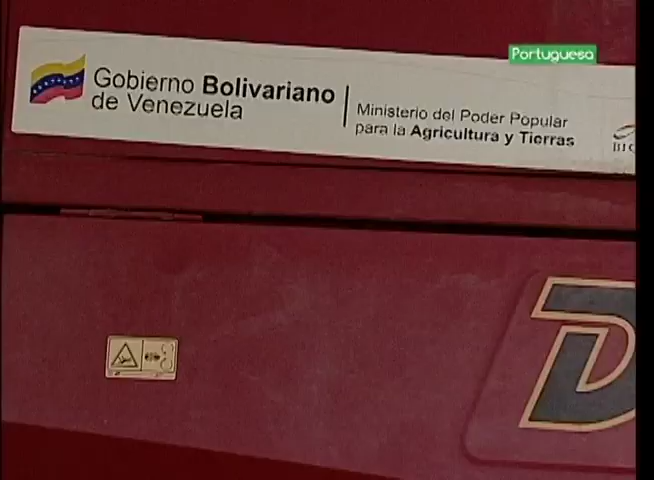 Portuguesa
Gobierno Bolivariano
de Venezuela
Ministerio del Poder Popular
para la Agricultura y Tierras